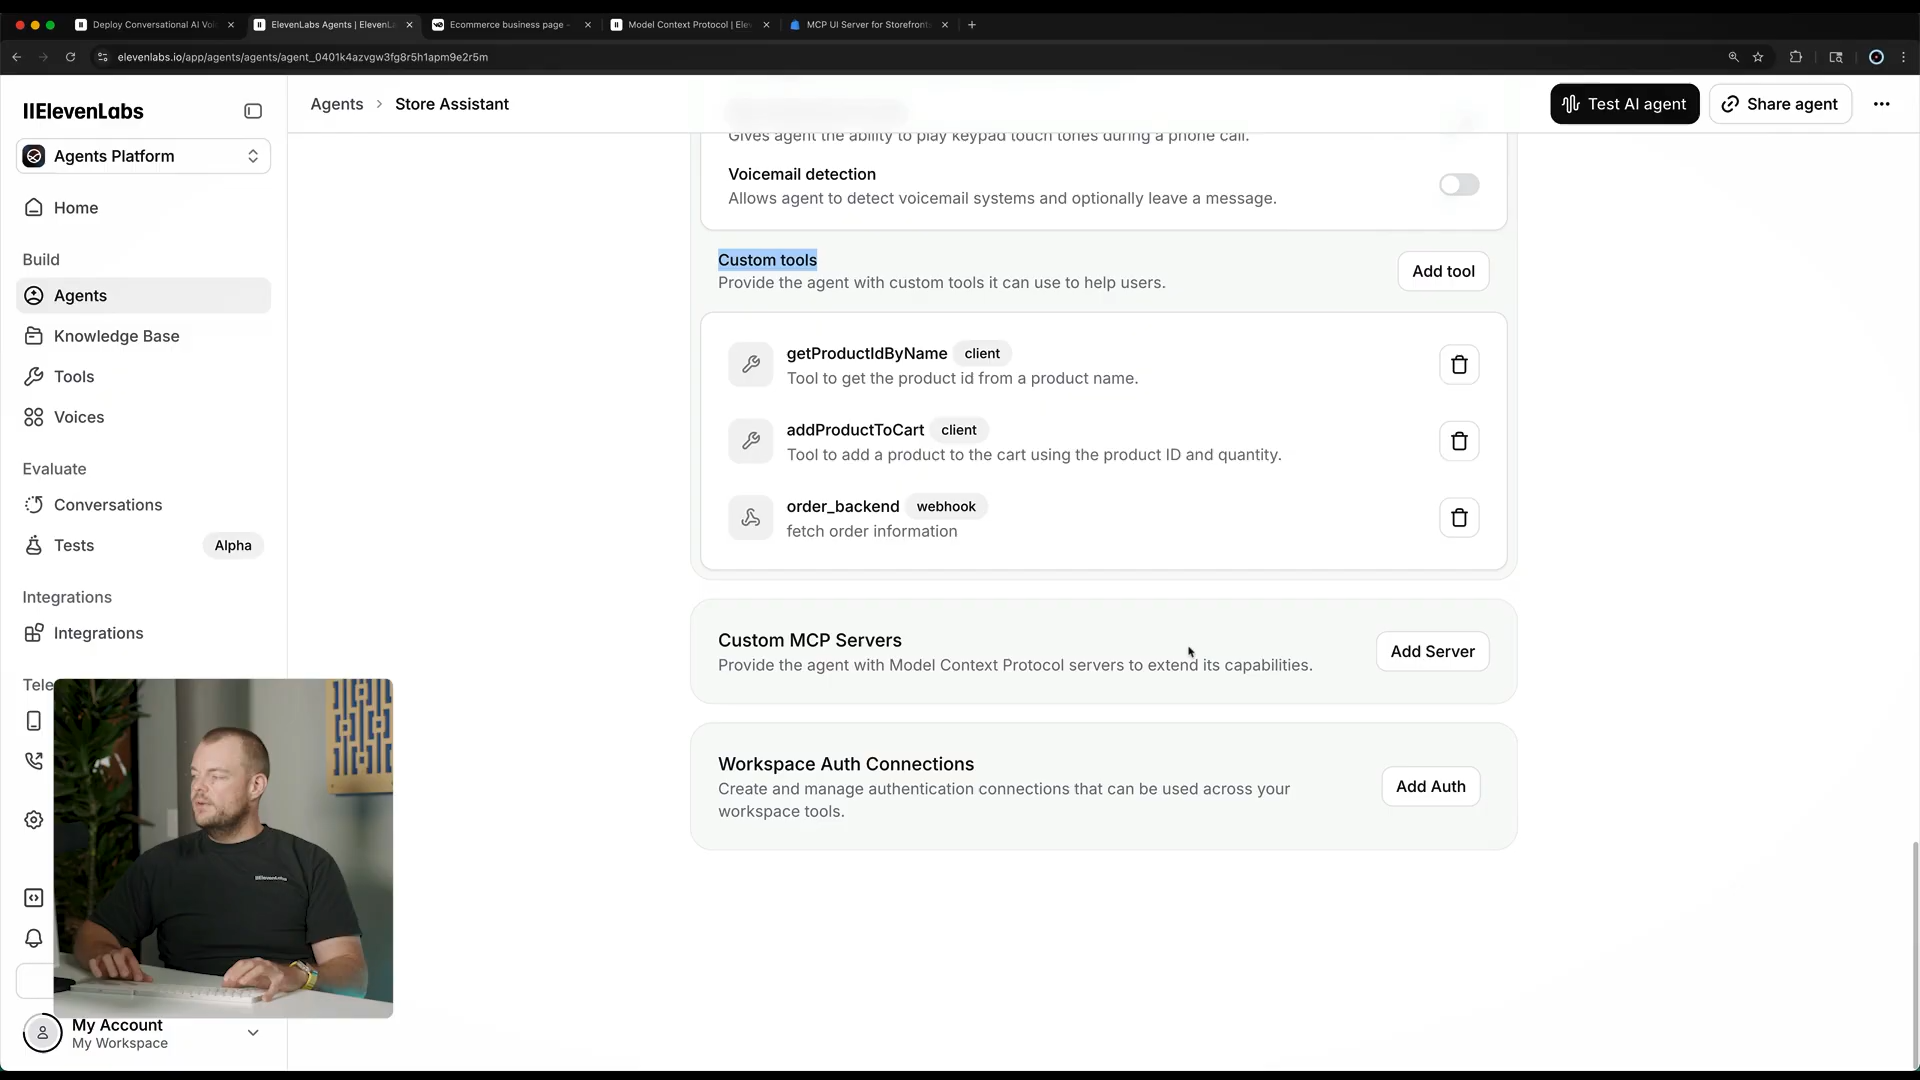 Deploy Conversational AI Voi
ElevenLabs Agents | ElevenLa
Ecommerce business page -
Model Context Protocol | Elev
MCP UI Server for Storefront
elevenlabs.io/app/agents/agents/agent_0401k4azvgw3fg8r5h1apm9e2r5m
IIElevenLabs
Agents Platform
Home
Build
Agents
Knowledge Base
Tools
Voices
Evaluate
Conversations
Tests
Alpha
Integrations
Integrations
Tele
My Account
My Workspace
Agents > Store Assistant
Test AI agent
Share agent
Gives agent the ability to play keypad touch tones during a phone call.
Voicemail detection
Allows agent to detect voicemail systems and optionally leave a message.
Custom tools
Provide the agent with custom tools it can use to help users.
Add tool
getProductIdByName client
Tool to get the product id from a product name.
addProductToCart client
Tool to add a product to the cart using the product ID and quantity.
order_backend webhook
fetch order information
Custom MCP Servers
Provide the agent with Model Context Protocol servers to extend its capabilities.
Add Server
Workspace Auth Connections
Create and manage authentication connections that can be used across your
workspace tools.
Add Auth
IIElevenLabs